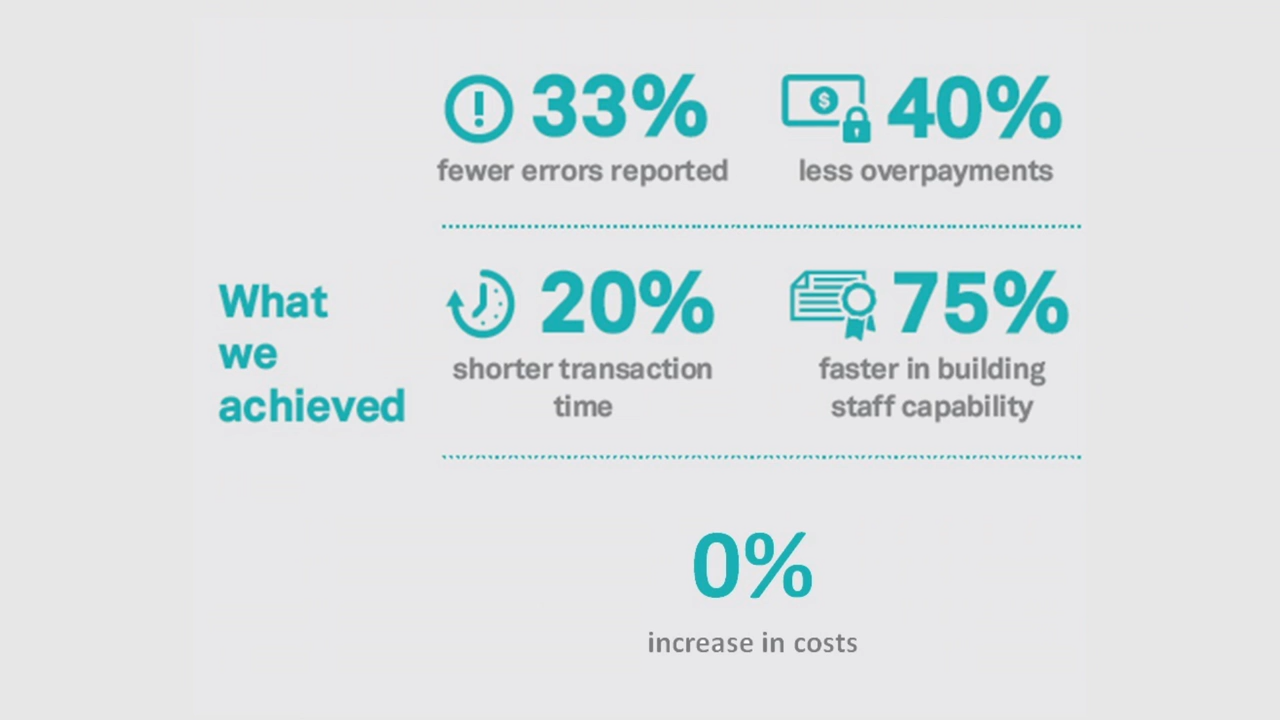 33%
40%
fewer errors reported
less overpayments
What
we
achieved
20%
75%
shorter transaction
time
faster in building
staff capability
0%
increase in costs